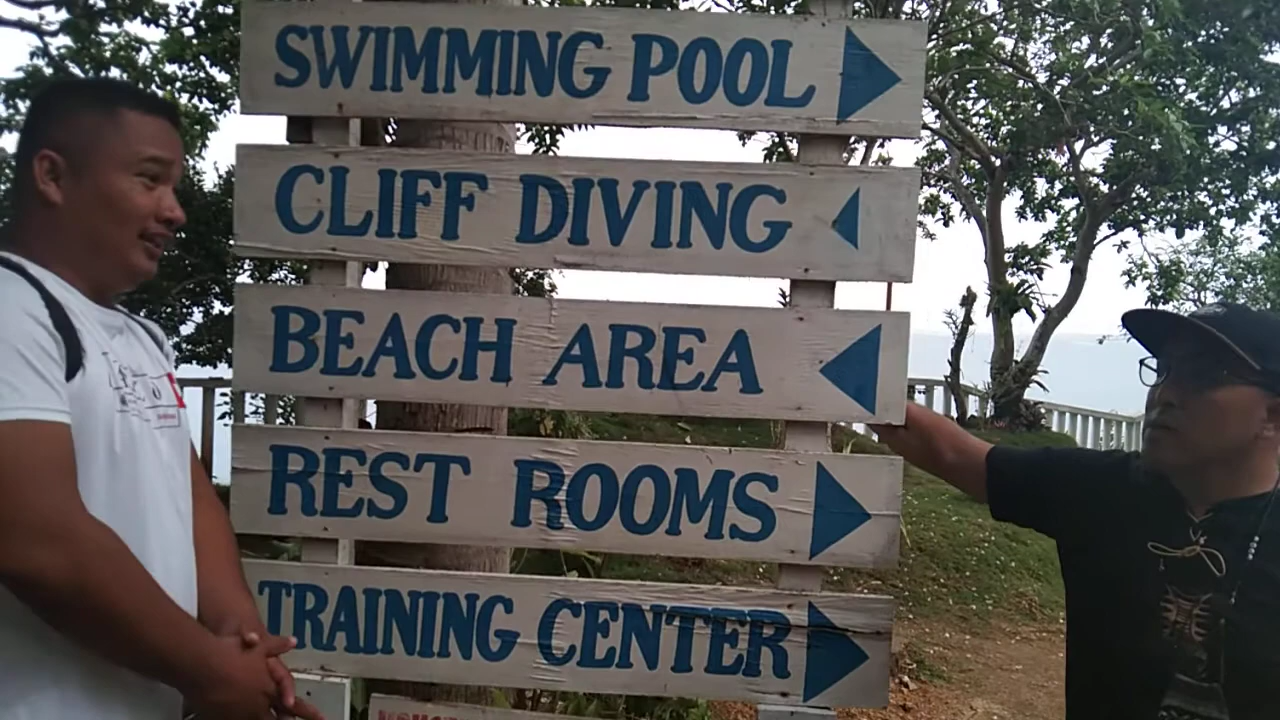 SWIMMING POOL
CLIFF DIVING
BEACH AREA
REST ROOMS
TRAINING CENTER